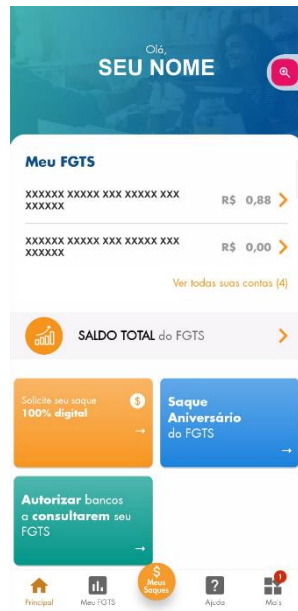 Olá,
SEU NOME
Meu FGTS
XXXXXX XXXXX XXX XXXXX XXX
XXXXXX
R$ 0,88
XXXXXX XXXXX XXX XXXXX XXX
XXXXXX
R$ 0,00
Ver todas suas contas (4)
SALDO TOTAL do FGTS
Solicite seu saque
100% digital
$
Saque
Aniversário
do FGTS
Autorizar bancos
a consultarem seu
FGTS
Principal
Meu FGTS
$
Meus
Saques
?
Ajuda
1
Mais